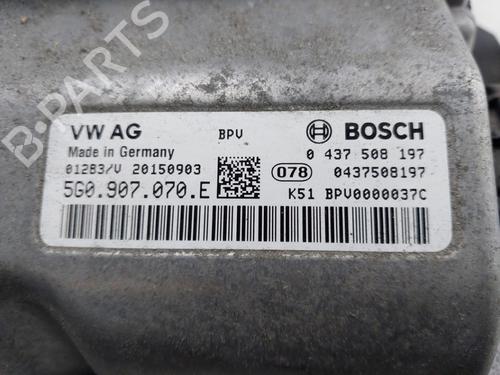 VW AG BPV BOSCH
Made in Germany 0 437 508 197
01283/V 20150903 078 0437508197
5G0.907.070.E K51 BPV0000037C
B-PARTS